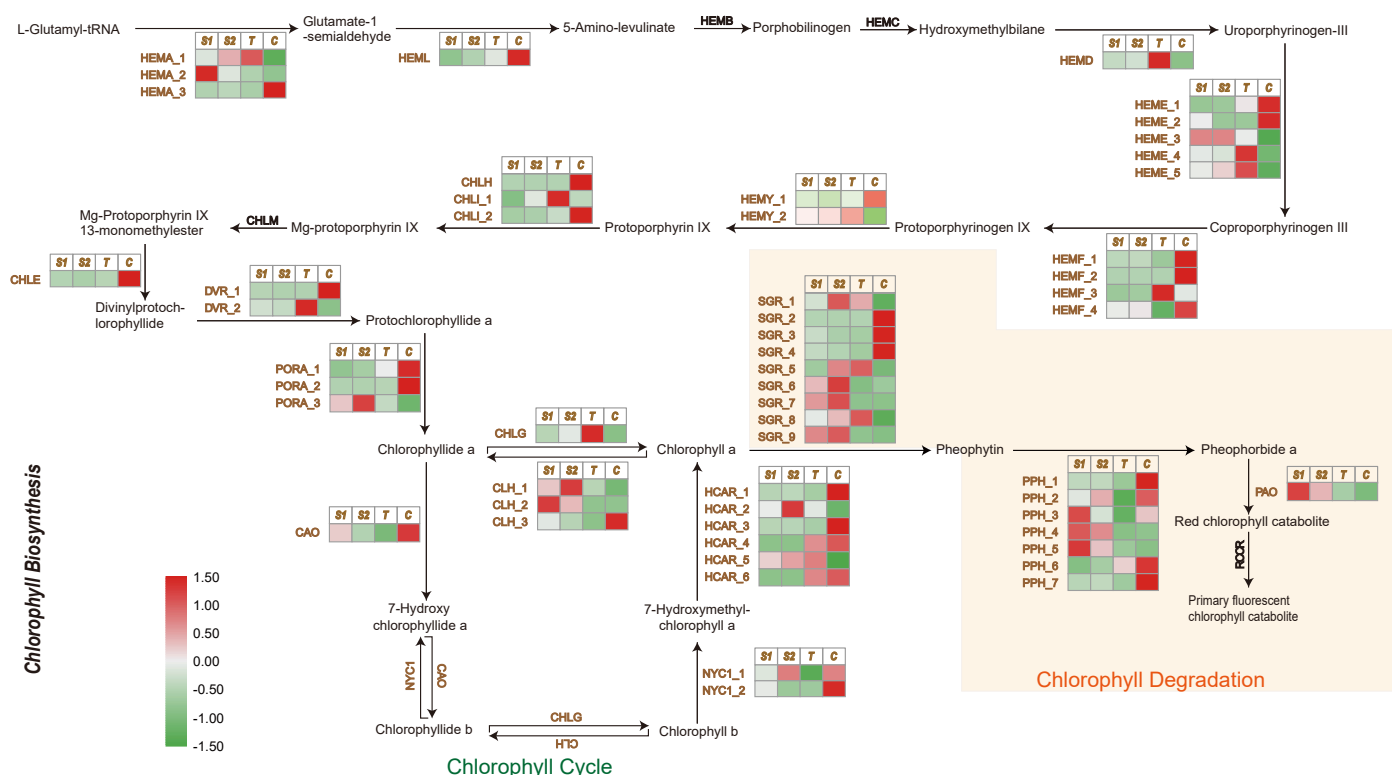 L-Glutamyl-tRNA
S1 S2 T C
HEMA_1
HEMA_2
HEMA_3
Glutamate-1
-semialdehyde
S1 S2 T C
HEML
5-Amino-levulinate
HEMB
Porphobilinogen
HEMC
Hydroxymethylbilane
S1 S2 T C
HEMD
Uroporphyrinogen-III
S1 S2 T C
HEME_1
HEME_2
HEME_3
HEME_4
HEME_5
Coproporphyrinogen III
S1 S2 T C
HEMF_1
HEMF_2
HEMF_3
HEMF_4
Protoporphyrinogen IX
S1 S2 T C
HEMY_1
HEMY_2
Protoporphyrin IX
S1 S2 T C
CHLH
CHLI_1
CHLI_2
Mg-protoporphyrin IX
CHLM
Mg-Protoporphyrin IX
13-monomethylester
S1 S2 T C
CHLE
Divinylprotoch-
lorophyllide
S1 S2 T C
DVR_1
DVR_2
Protochlorophyllide a
S1 S2 T C
PORA_1
PORA_2
PORA_3
Chlorophyllide a
S1 S2 T C
CHLG
S1 S2 T C
CLH_1
CLH_2
CLH_3
Chlorophyll a
S1 S2 T C
SGR_1
SGR_2
SGR_3
SGR_4
SGR_5
SGR_6
SGR_7
SGR_8
SGR_9
Pheophytin
S1 S2 T C
PPH_1
PPH_2
PPH_3
PPH_4
PPH_5
PPH_6
PPH_7
Pheophorbide a
S1 S2 T C
PAO
Red chlorophyll catabolite
RCCR
Primary fluorescent
chlorophyll catabolite
Chlorophyll Degradation
S1 S2 T C
CAO
7-Hydroxy
chlorophyllide a
NYC1
CAO
Chlorophyllide b
CHLG
CLH
Chlorophyll b
S1 S2 T C
NYC1_1
NYC1_2
7-Hydroxymethyl-
chlorophyll a
S1 S2 T C
HCAR_1
HCAR_2
HCAR_3
HCAR_4
HCAR_5
HCAR_6
Chlorophyll Cycle
Chlorophyll Biosynthesis
1.50
1.00
0.50
0.00
-0.50
-1.00
-1.50